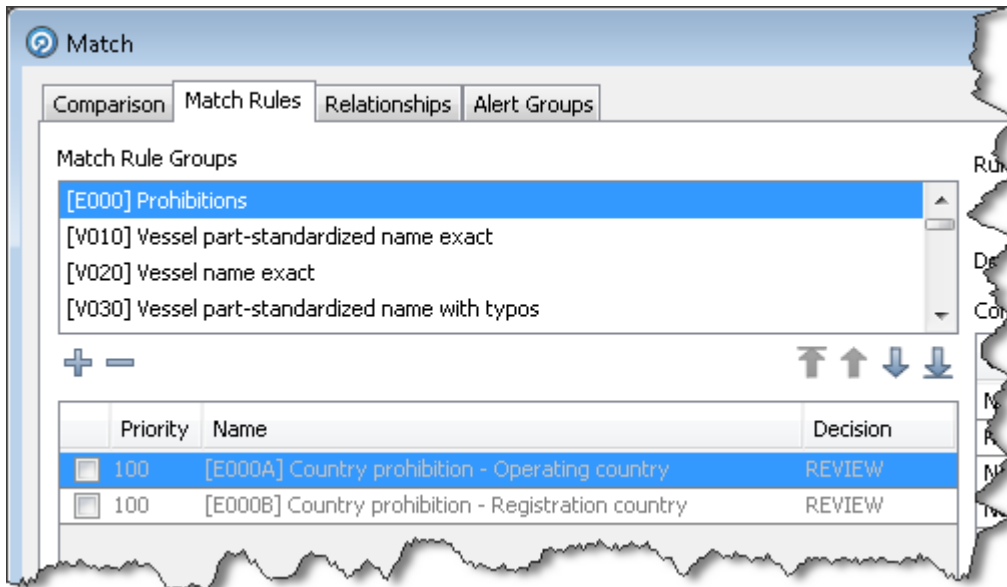 Match
Comparison Match Rules Relationships Alert Groups
Match Rule Groups
[E000] Prohibitions
[V010] Vessel part-standardized name exact
[V020] Vessel name exact
[V030] Vessel part-standardized name with typos
Priority Name Decision
100 [E000A] Country prohibition - Operating country REVIEW
100 [E000B] Country prohibition - Registration country REVIEW